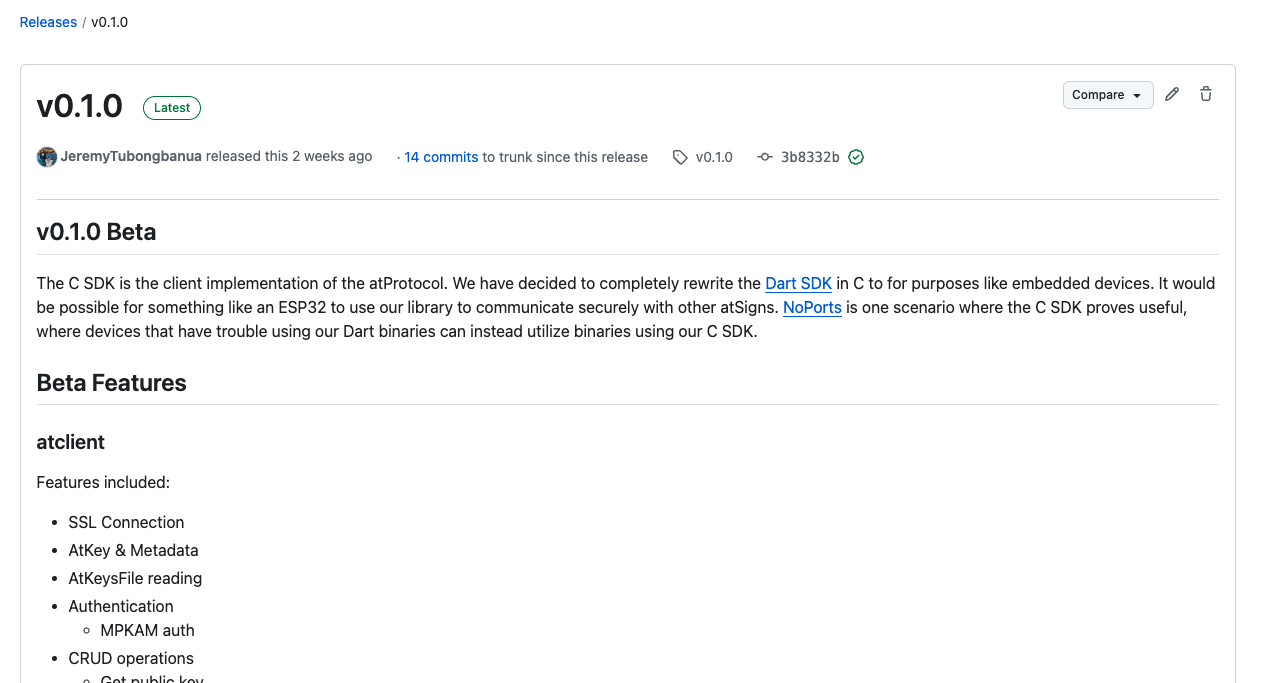 Releases / v0.1.0
v0.1.0 Latest
Compare
JeremyTubongbanua released this 2 weeks ago · 14 commits to trunk since this release v0.1.0 3b8332b
v0.1.0 Beta
The C SDK is the client implementation of the atProtocol. We have decided to completely rewrite the Dart SDK in C to for purposes like embedded devices. It would
be possible for something like an ESP32 to use our library to communicate securely with other atSigns. NoPorts is one scenario where the C SDK proves useful,
where devices that have trouble using our Dart binaries can instead utilize binaries using our C SDK.
Beta Features
atclient
Features included:
• SSL Connection
• AtKey & Metadata
• AtKeysFile reading
• Authentication
◦ MPKAM auth
• CRUD operations
◦ Get public key